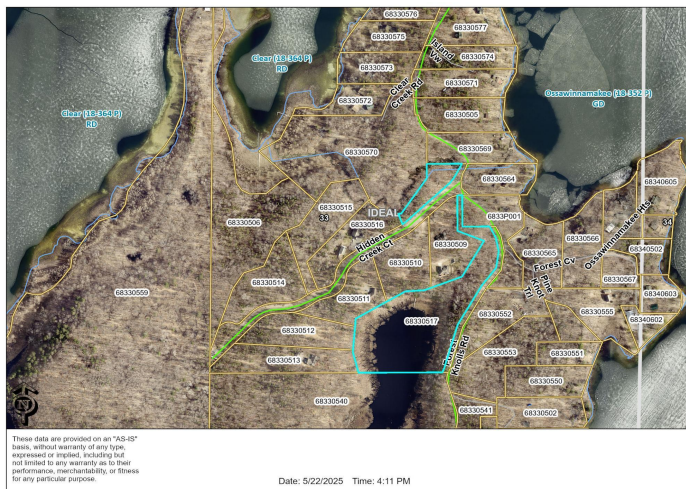 68330576
68330577
68330575
Island
Vw
68330574
Clear (18-364 P)
RD
68330573
Clear
Creek Rd
68330571
Ossawinnamakee (18-352 P)
GD
68330572
68330505
Clear (18-364 P)
RD
68330569
68330570
68330564
68340605
68330515
33
IDEAL
68330506
68330516
6833P001
34
Hidden
Creek Ct
68330509
68330566
Ossawinnamakee Hts
68340502
68330565
68330510
Forest Cv
68330514
68330567
68330559
Pine
Knot
Trl
68340603
68330511
68330555
68330517
68330552
68340602
68330512
Forest
Knolls Rd
68330553
68330551
68330513
68330550
68330540
68330541
68330502
These data are provided on an "AS-IS"
basis, without warranty of any type,
expressed or implied, including but
not limited to any warranty as to their
performance, merchantability, or fitness
for any particular purpose.
Date: 5/22/2025 Time: 4:11 PM